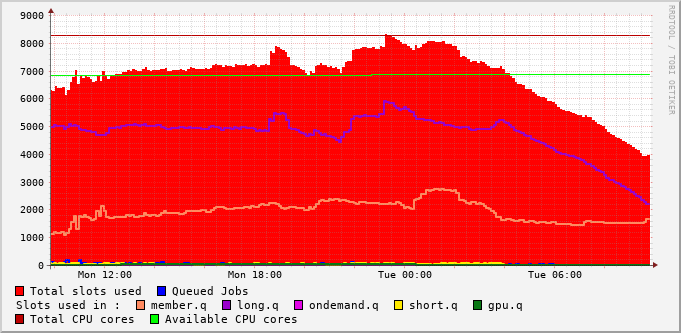 RRDTOOL / TOBI OETIKER
9000
8000
7000
6000
5000
4000
3000
2000
1000
0
Mon 12:00 Mon 18:00 Tue 00:00 Tue 06:00
Total slots used Queued Jobs
Slots used in : member.q long.q ondemand.q short.q gpu.q
Total CPU cores Available CPU cores